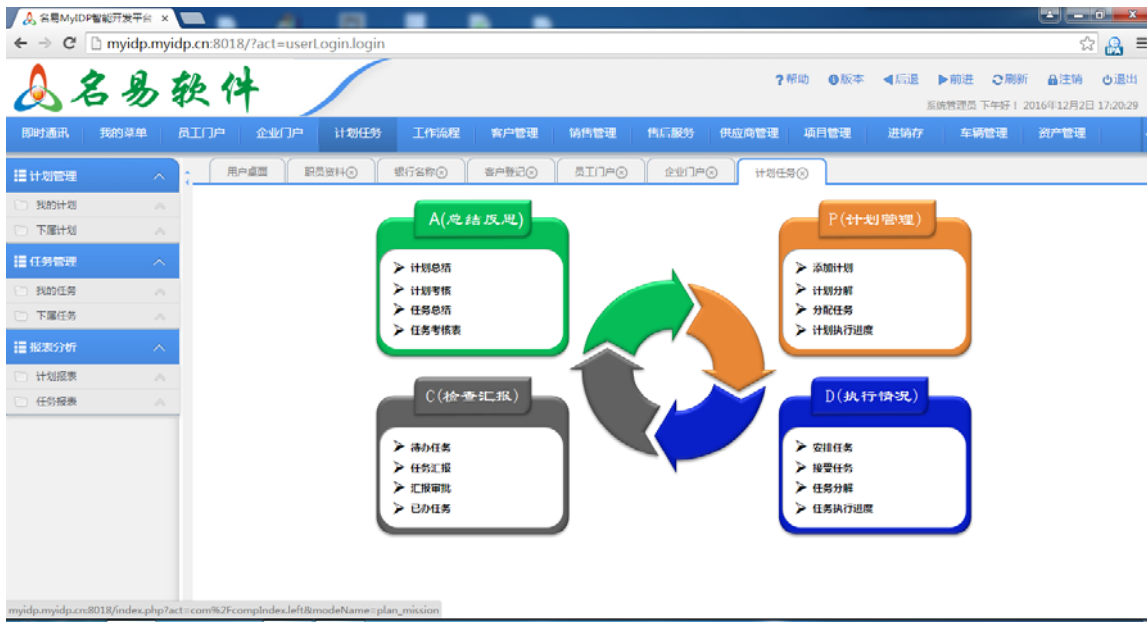 名易MyIDP智能开发平台 ×
myidp.myidp.cn:8018/?act=userLogin.login
IPA
名易软件
帮助 版本 后退 前进 刷新 注销 退出
系统管理员 下午好！ 2016年12月2日 17:20:29
即时通讯 我的菜单 员工门户 企业门户 计划任务 工作流程 客户管理 销售管理 售后服务 供应商管理 项目管理 进销存 车辆管理 资产管理
用户桌面 职员资料 银行名称 客户登记 员工门户 企业门户 计划任务
计划管理
我的计划
下属计划
任务管理
我的任务
下属任务
报表分析
计划报表
任务报表
A(总结反思)
计划总结
计划考核
任务总结
任务考核表
P(计划管理)
添加计划
计划分解
分配任务
计划执行进度
C(检查汇报)
待办任务
任务汇报
汇报审批
已办任务
D(执行情况)
安排任务
接受任务
任务分解
任务执行进度
myidp.myidp.cn:8018/index.php?act=com%2FcompIndex.left&modeName=plan_mission